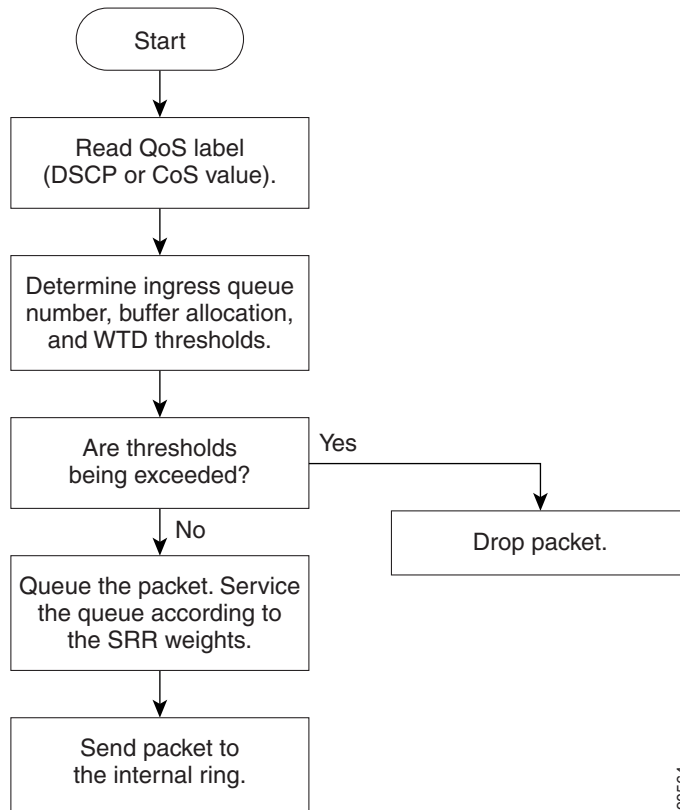 Start
Read QoS label
(DSCP or CoS value).
Determine ingress queue
number, buffer allocation,
and WTD thresholds.
Are thresholds
being exceeded?
Yes
No
Drop packet.
Queue the packet. Service
the queue according to
the SRR weights.
Send packet to
the internal ring.